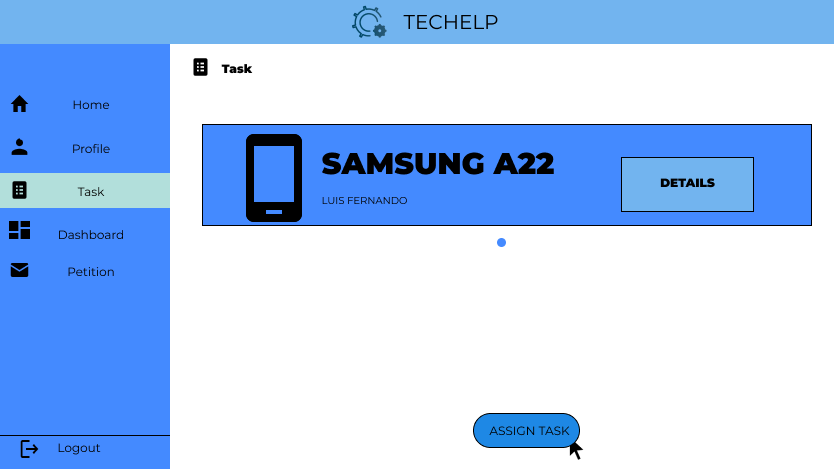 TECHELP
Task
Home
Profile
Task
Dashboard
Petition
Logout
SAMSUNG A22
LUIS FERNANDO
DETAILS
ASSIGN TASK